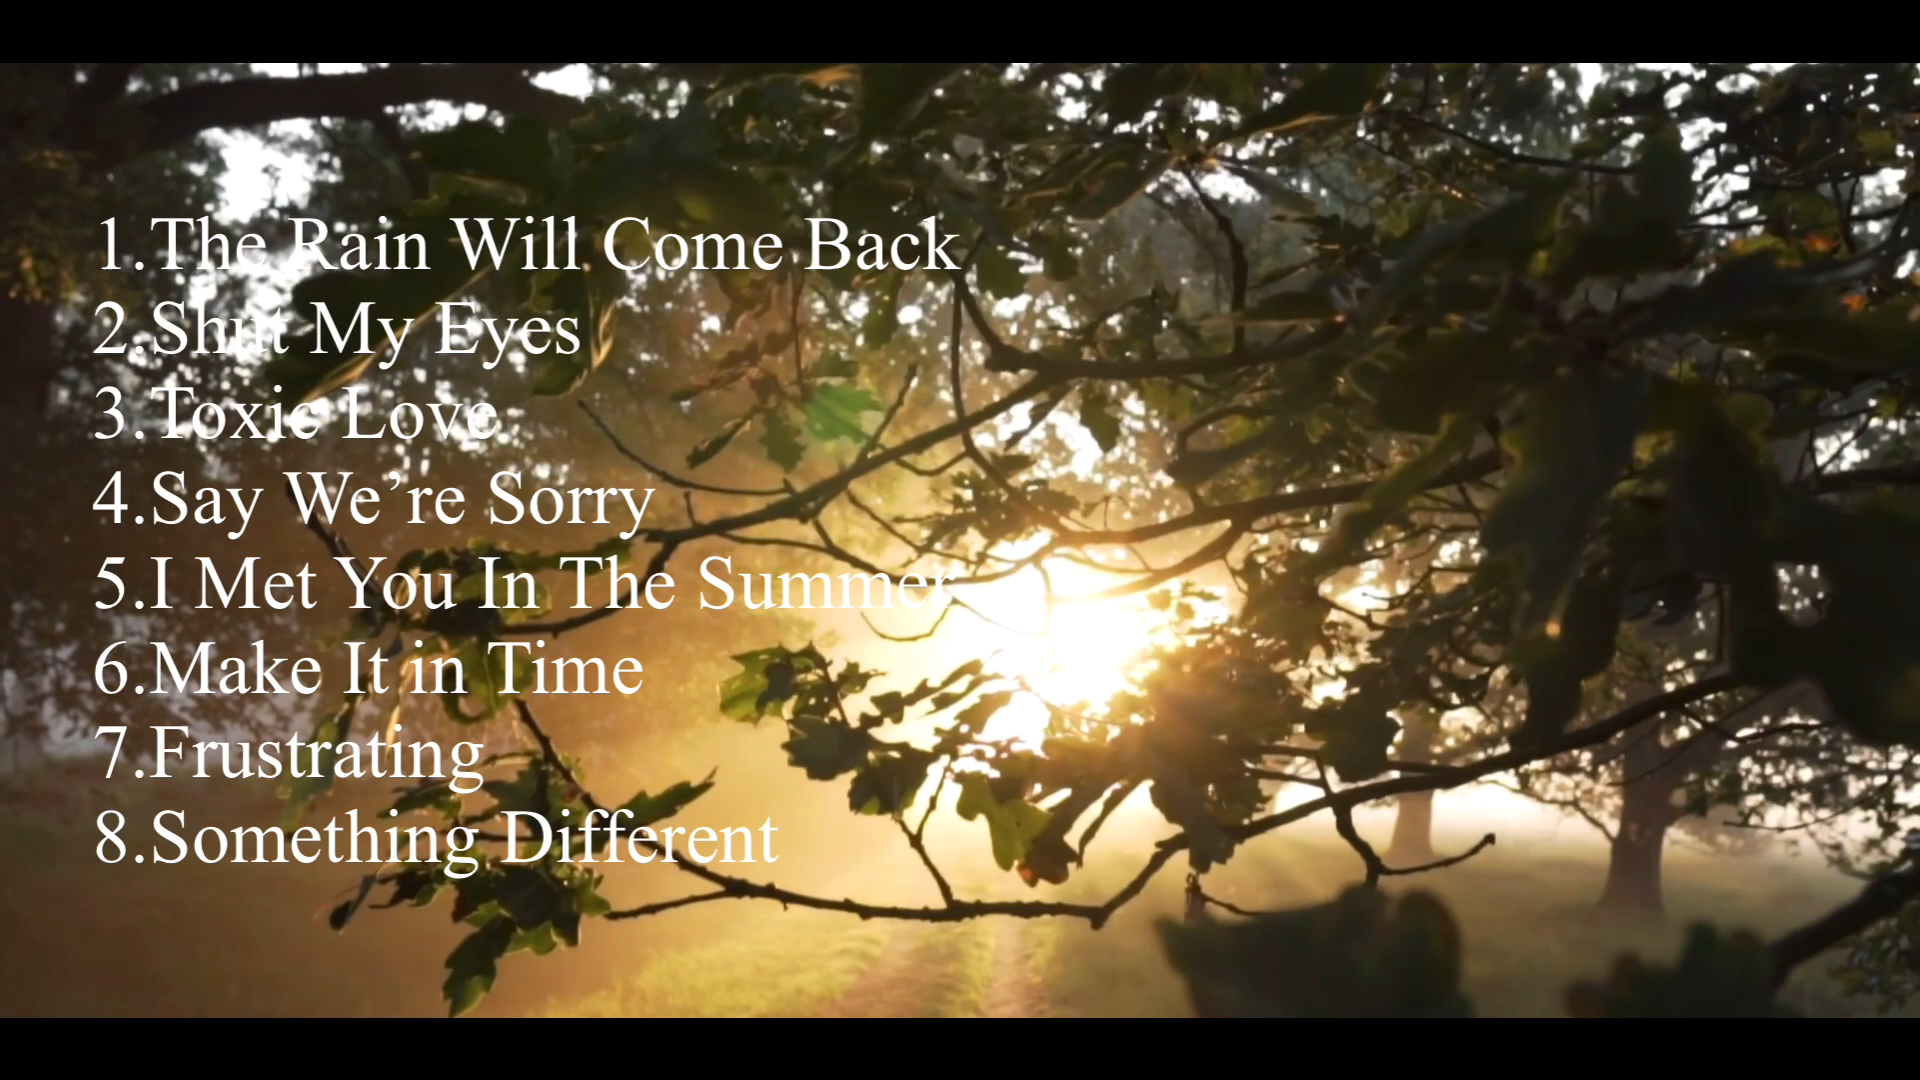 1.The Rain Will Come Back
2.Shut My Eyes
3.Toxic Love
4.Say We’re Sorry
5.I Met You In The Summer
6.Make It in Time
7.Frustrating
8.Something Different